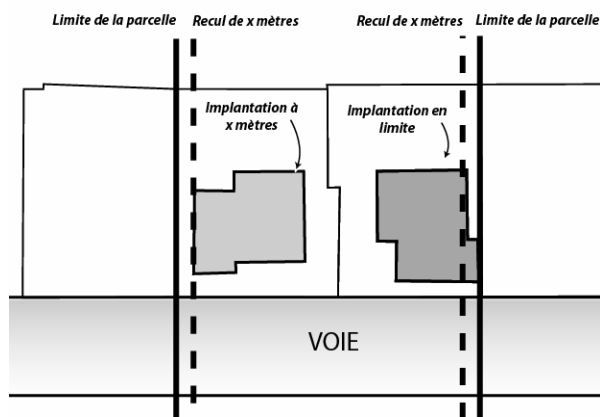 Limite de la parcelle
Recul de x mètres
Recul de x mètres
Limite de la parcelle
Implantation à
x mètres
Implantation en
limite
VOIE